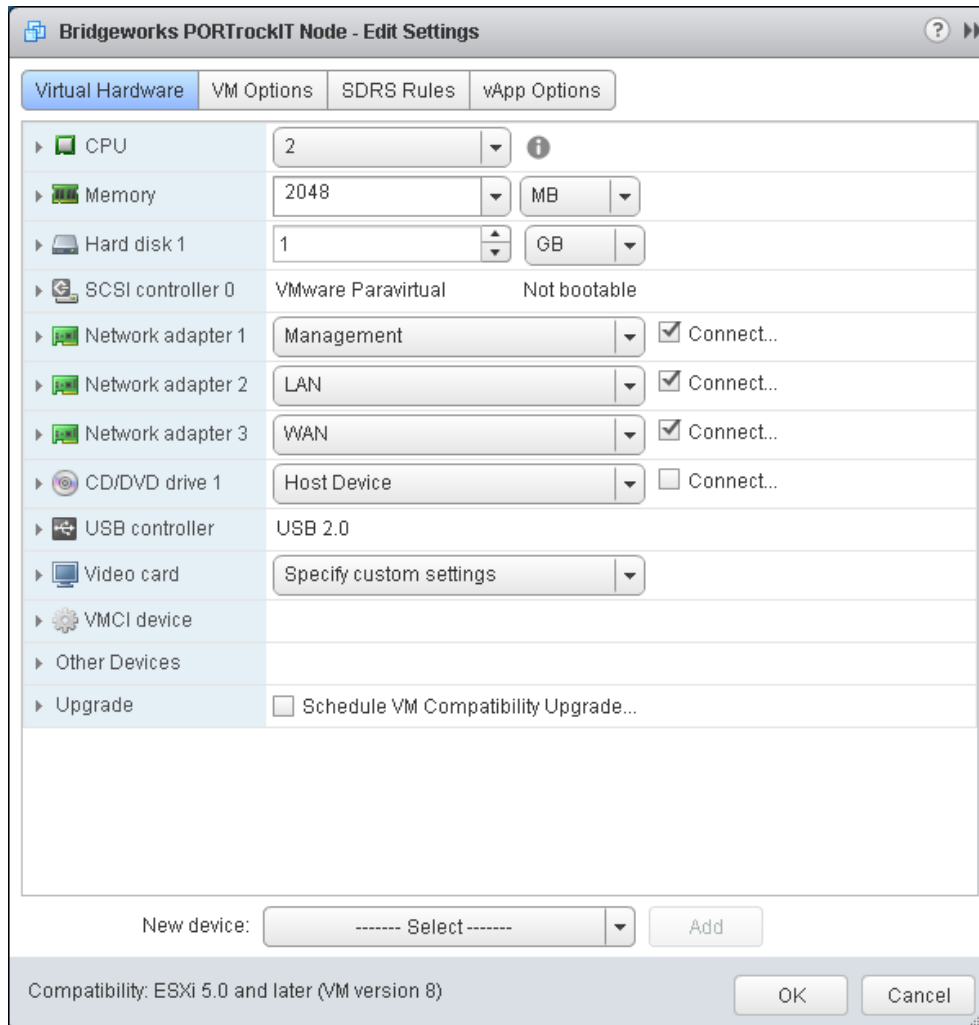 Bridgeworks PORTrockIT Node - Edit Settings ?
Virtual Hardware VM Options SDRS Rules vApp Options
CPU 2
Memory 2048 MB
Hard disk 1 1 GB
SCSI controller 0 VMware Paravirtual Not bootable
Network adapter 1 Management Connect...
Network adapter 2 LAN Connect...
Network adapter 3 WAN Connect...
CD/DVD drive 1 Host Device Connect...
USB controller USB 2.0
Video card Specify custom settings
VMCI device
Other Devices
Upgrade Schedule VM Compatibility Upgrade...
New device: ------- Select ------- Add
Compatibility: ESXi 5.0 and later (VM version 8) OK Cancel